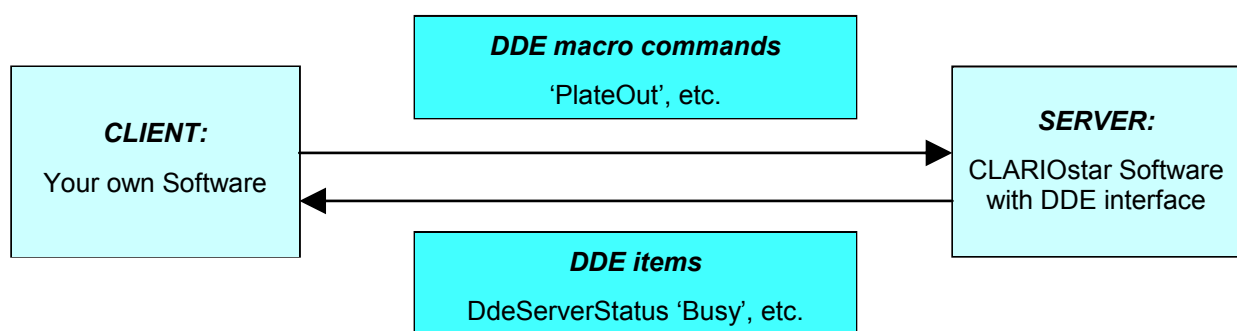 DDE macro commands
‘PlateOut’, etc.
CLIENT:
Your own Software
SERVER:
CLARIOstar Software
with DDE interface
DDE items
DdeServerStatus ‘Busy’, etc.